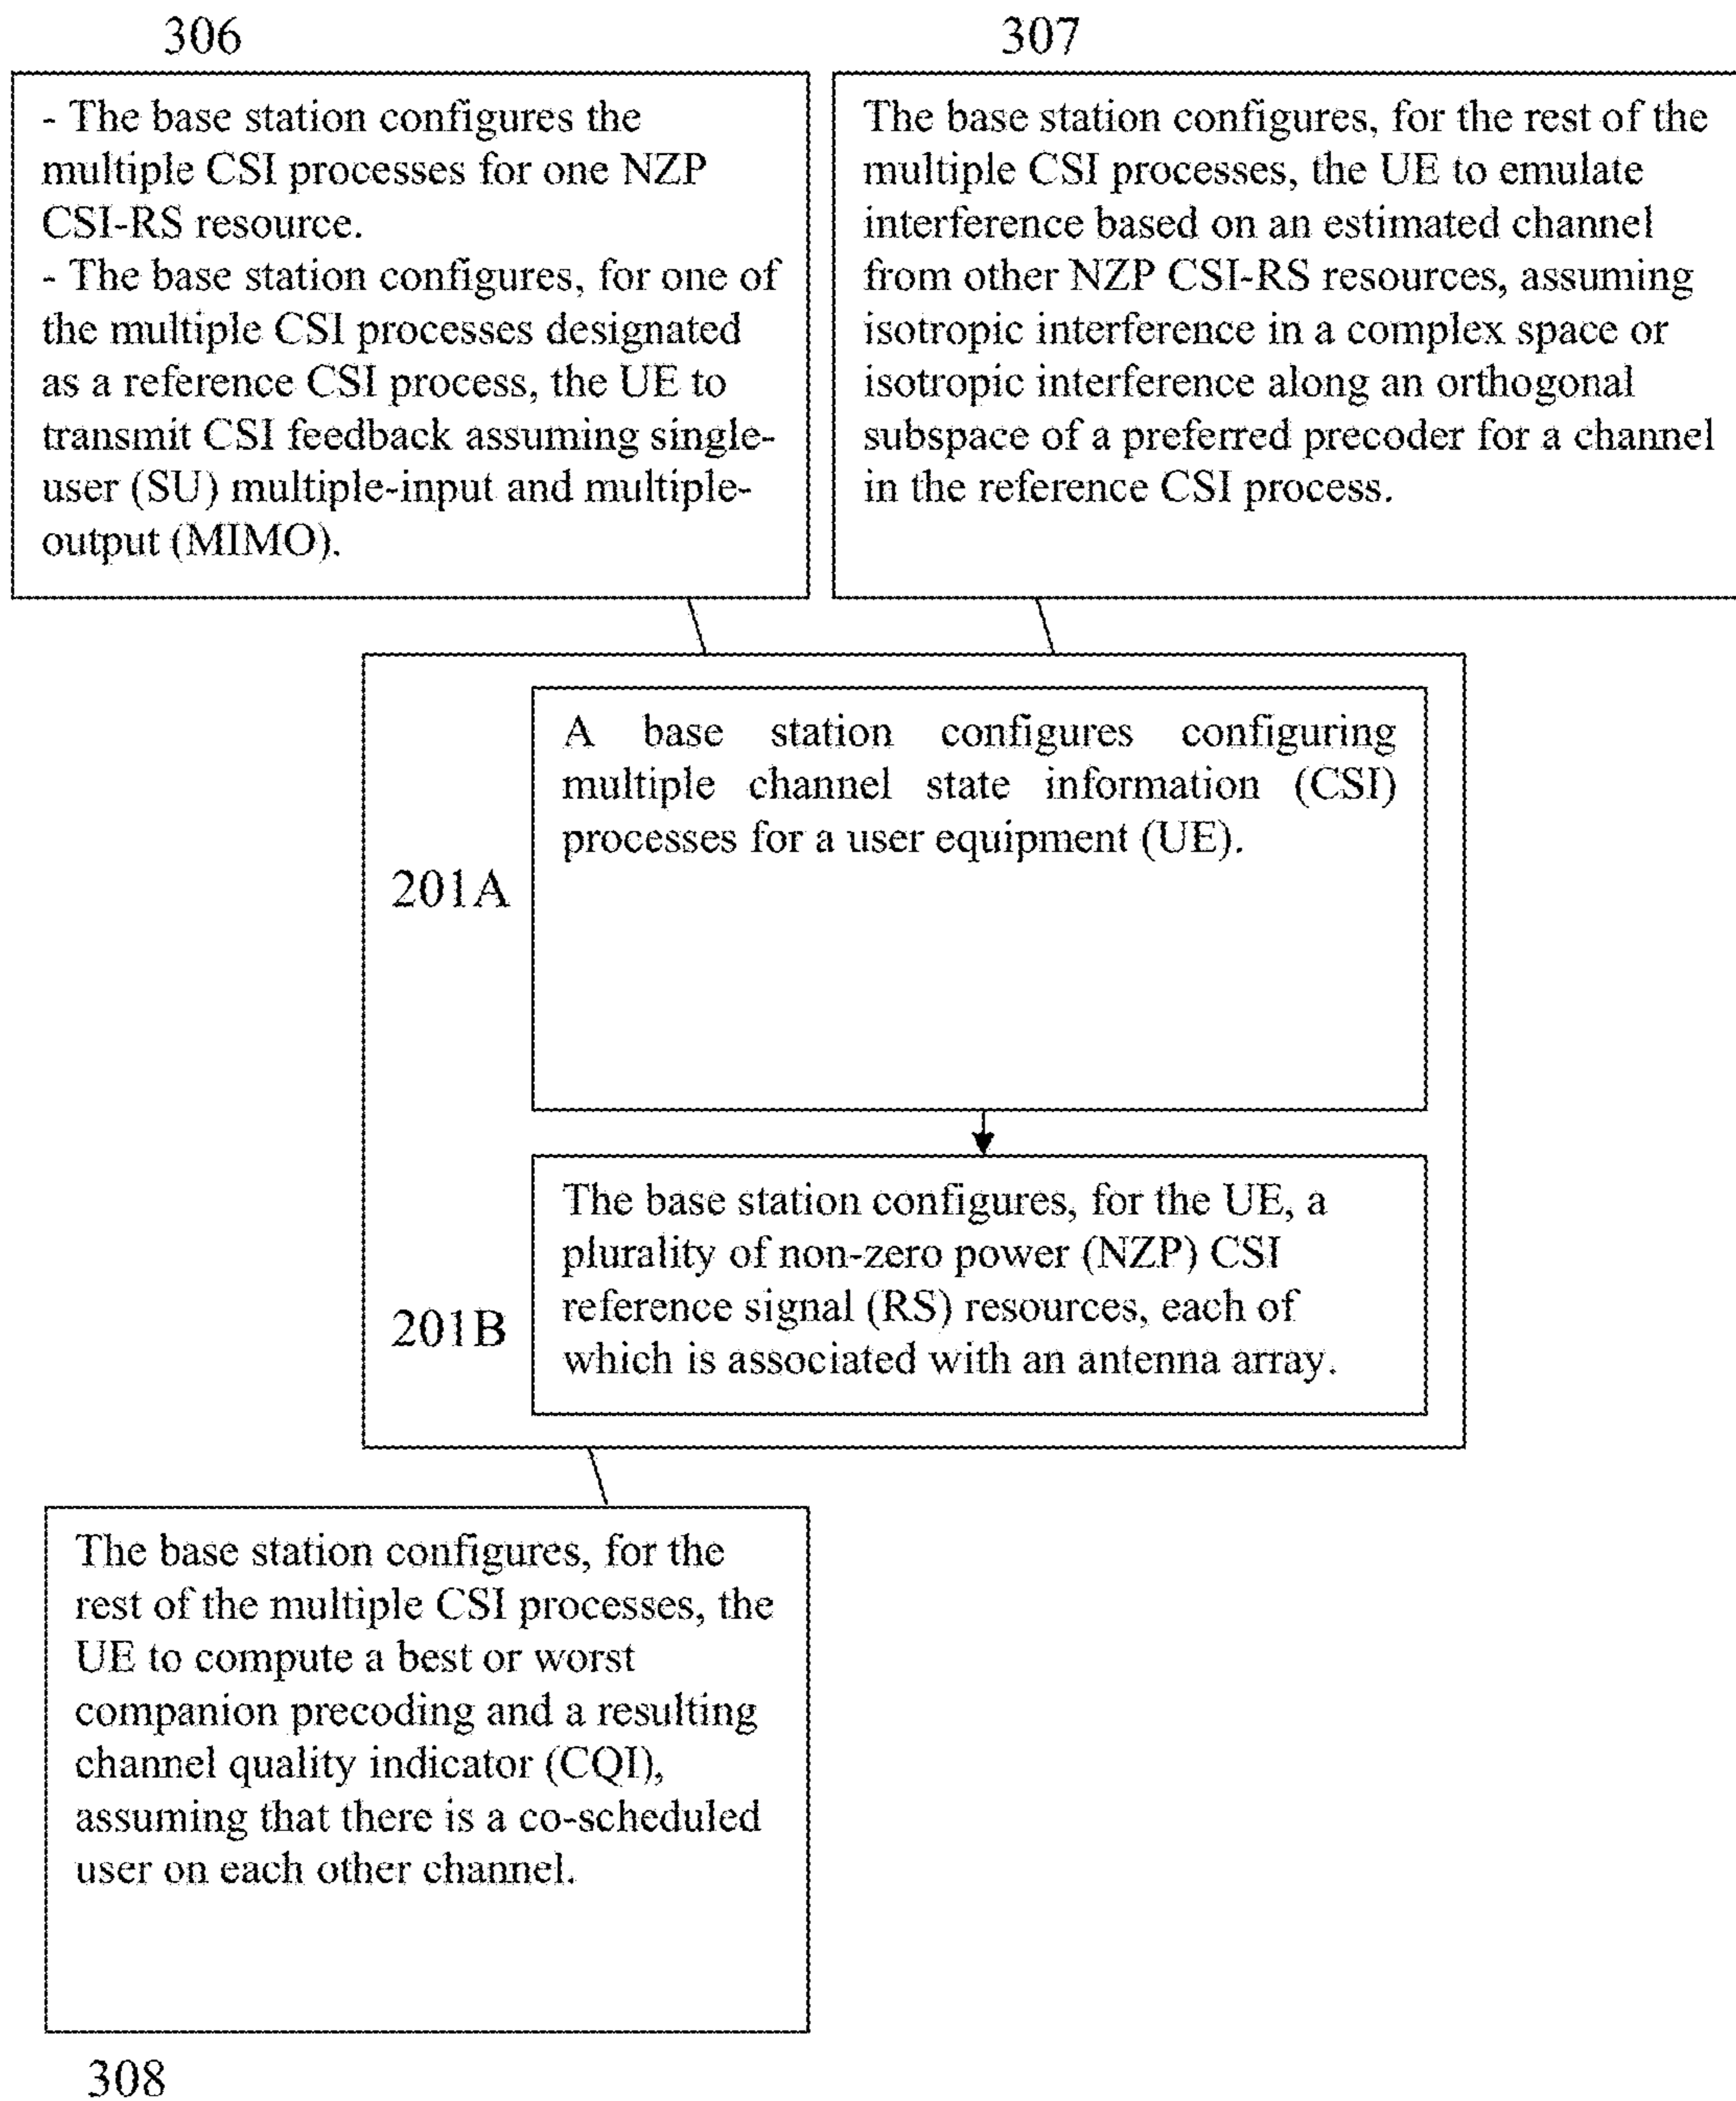 306
- The base station configures the
multiple CSI processes for one NZP
CSI-RS resource.
- The base station configures, for one of
the multiple CSI processes designated
as a reference CSI process, the UE to
transmit CSI feedback assuming single-
user (SU) multiple-input and multiple-
output (MIMO).
307
The base station configures, for the rest of the
multiple CSI processes, the UE to emulate
interference based on an estimated channel
from other NZP CSI-RS resources, assuming
isotropic interference in a complex space or
isotropic interference along an orthogonal
subspace of a preferred precoder for a channel
in the reference CSI process.
201A
A base station configures configuring
multiple channel state information (CSI)
processes for a user equipment (UE).
201B
The base station configures, for the UE, a
plurality of non-zero power (NZP) CSI
reference signal (RS) resources, each of
which is associated with an antenna array.
The base station configures, for the
rest of the multiple CSI processes, the
UE to compute a best or worst
companion precoding and a resulting
channel quality indicator (CQI),
assuming that there is a co-scheduled
user on each other channel.
308